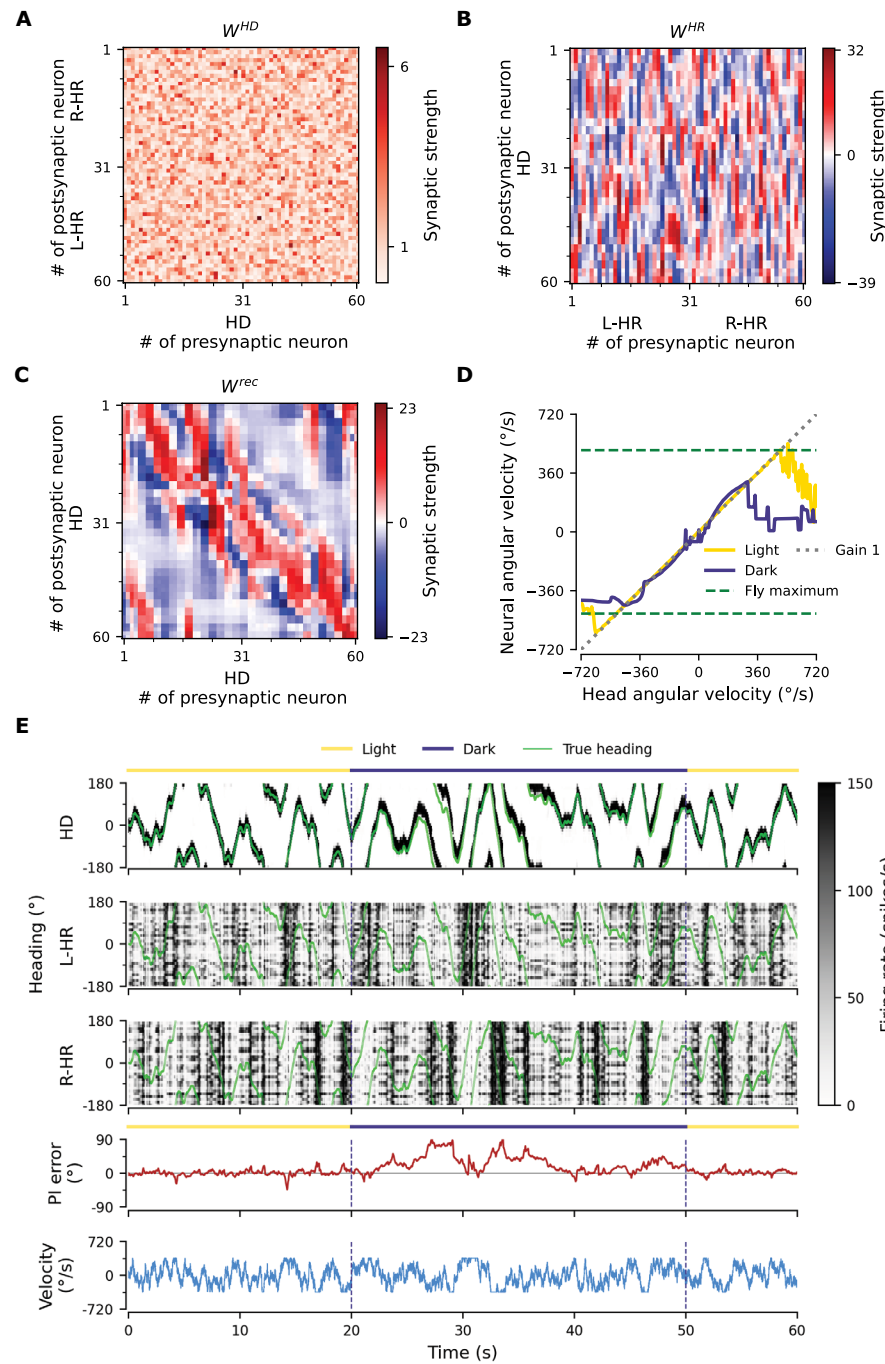 A
W^HD
# of postsynaptic neuron
L-HR R-HR
1
31
60
1 31 60
HD
# of presynaptic neuron
6
1
Synaptic strength
B
W^HR
# of postsynaptic neuron
HD
1
31
60
1 31 60
L-HR R-HR
# of presynaptic neuron
32
0
−39
Synaptic strength
C
W^rec
# of postsynaptic neuron
HD
1
31
60
1 31 60
HD
# of presynaptic neuron
23
0
−23
Synaptic strength
D
Neural angular velocity (°/s)
720
360
0
−360
−720
Light
Dark
Fly maximum
Gain 1
−720 −360 0 360 720
Head angular velocity (°/s)
E
Light Dark True heading
HD
180
0
-180
Heading (°)
L-HR
180
0
-180
R-HR
180
0
-180
150
100
50
0
PI error
(°)
90
0
-90
Velocity
(°/s)
720
0
-720
0 10 20 30 40 50 60
Time (s)